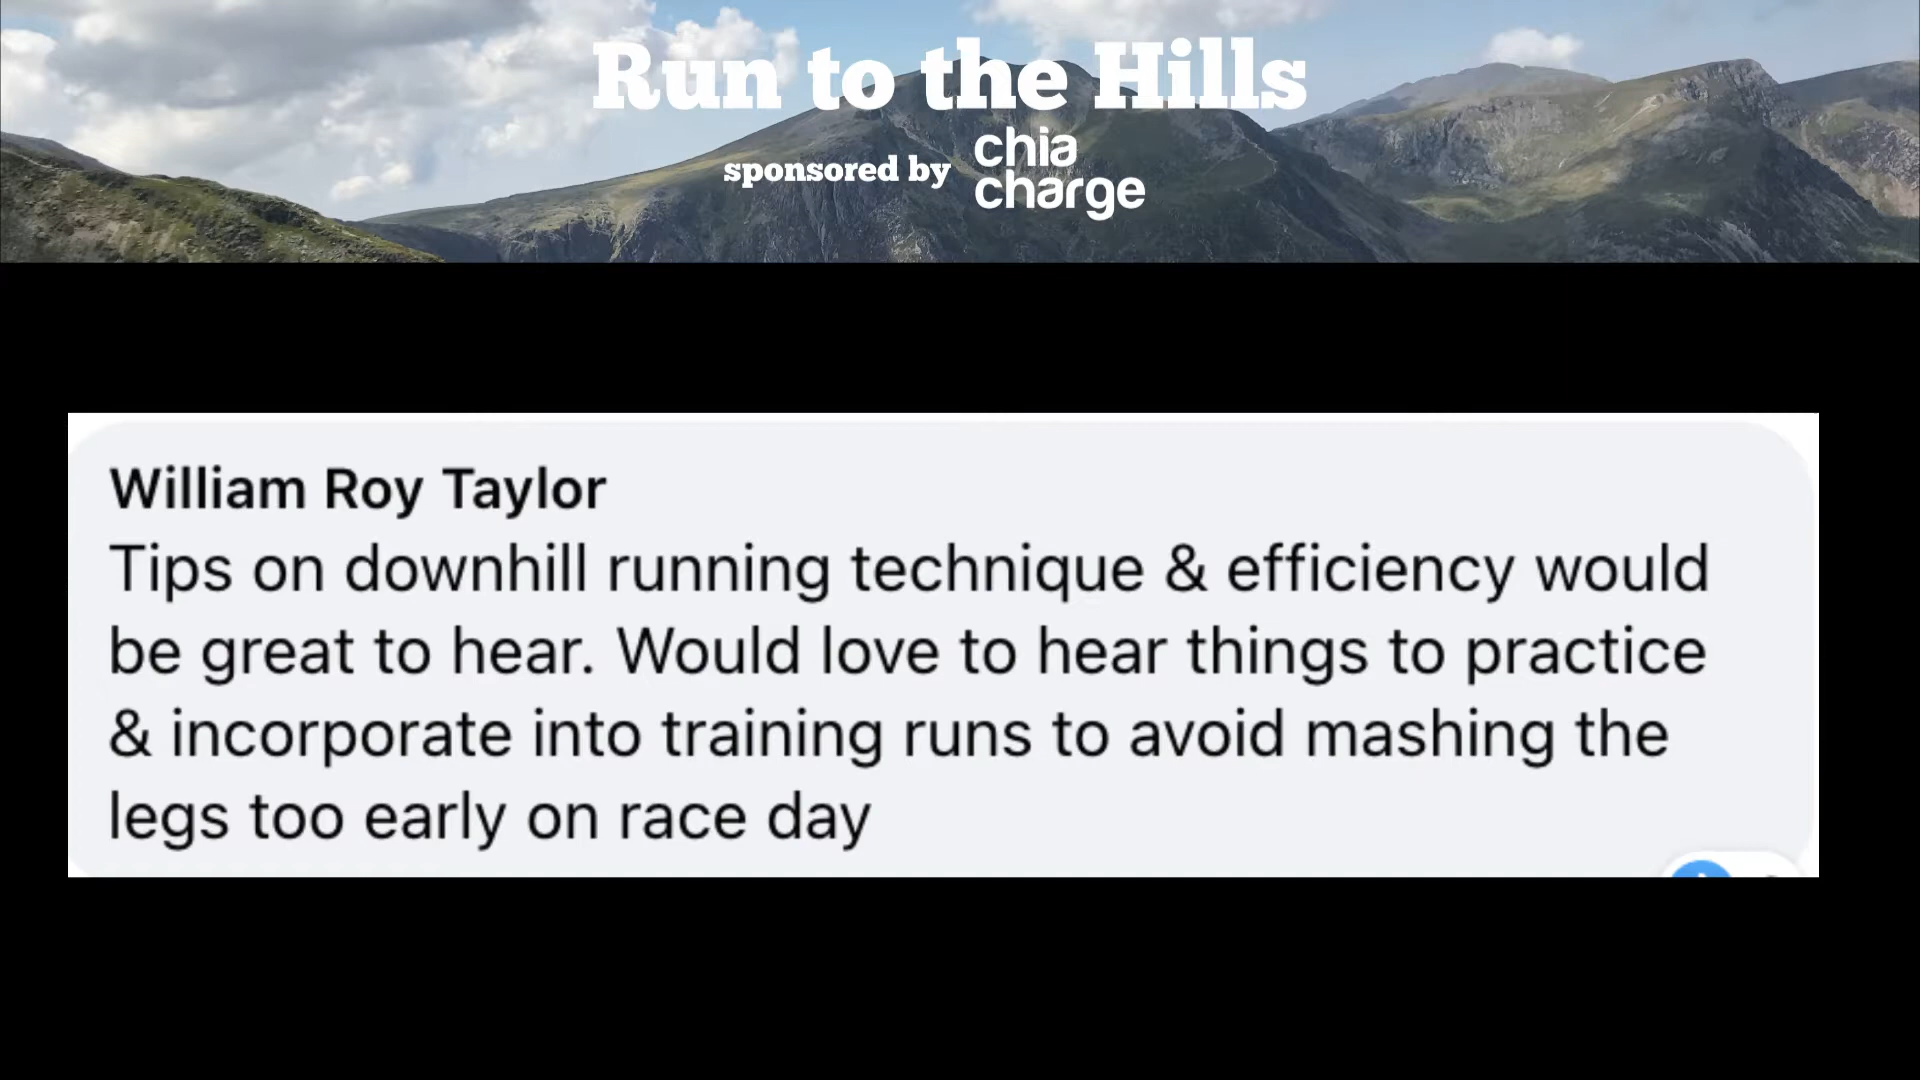 Run to the Hills
sponsored by
chia
charge
William Roy Taylor
Tips on downhill running technique & efficiency would
be great to hear. Would love to hear things to practice
& incorporate into training runs to avoid mashing the
legs too early on race day